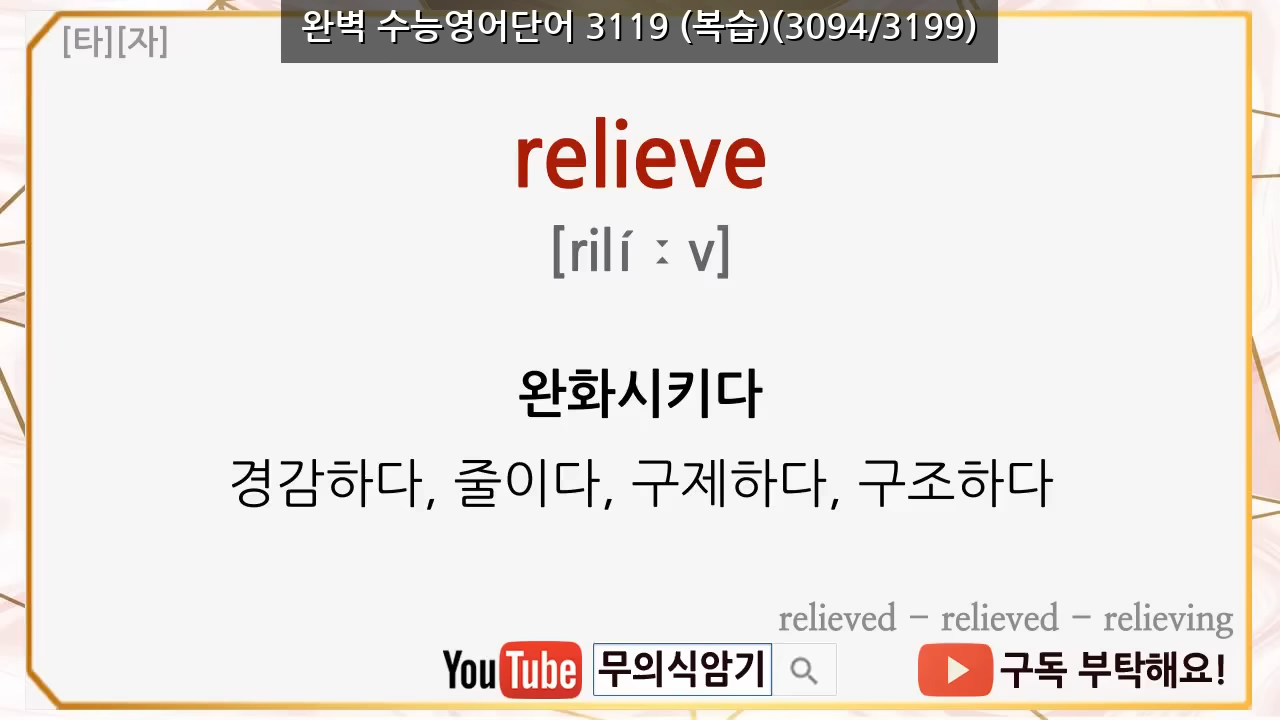 완벽 수능영어단어 3119 (복습)(3094/3199)
[타][자]
relieve
[rilíːv]
완화시키다
경감하다, 줄이다, 구제하다, 구조하다
relieved - relieved - relieving
YouTube 무의식암기 구독 부탁해요!